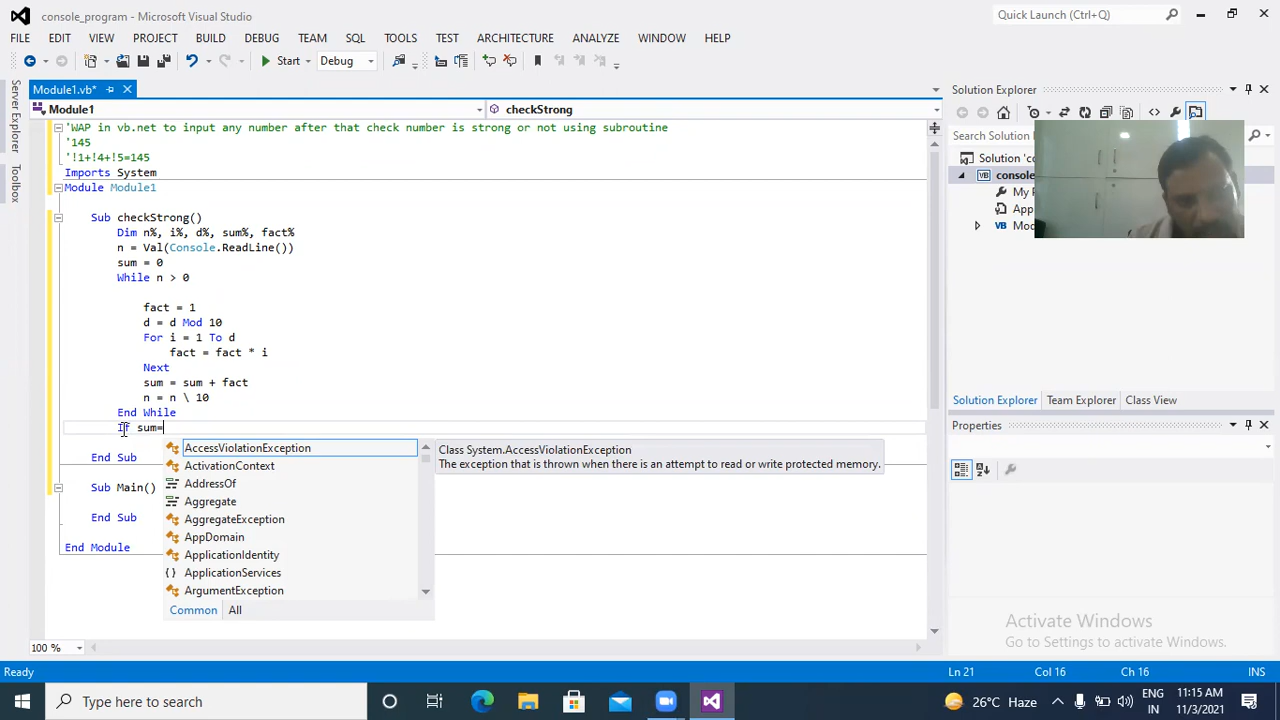 console_program - Microsoft Visual Studio
Quick Launch (Ctrl+Q)
FILE EDIT VIEW PROJECT BUILD DEBUG TEAM SQL TOOLS TEST ARCHITECTURE ANALYZE WINDOW HELP
Start Debug
Server Explorer
Toolbox
Module1.vb*
Module1
checkStrong
'WAP in vb.net to input any number after that check number is strong or not using subroutine
'145
'!1+!4+!5=145
Imports System
Module Module1
Sub checkStrong()
Dim n%, i%, d%, sum%, fact%
n = Val(Console.ReadLine())
sum = 0
While n > 0
fact = 1
d = d Mod 10
For i = 1 To d
fact = fact * i
Next
sum = sum + fact
n = n \ 10
End While
If sum=
End Sub
Sub Main()
End Sub
End Module
AccessViolationException
ActivationContext
AddressOf
Aggregate
AggregateException
AppDomain
ApplicationIdentity
ApplicationServices
ArgumentException
Common All
Class System.AccessViolationException
The exception that is thrown when there is an attempt to read or write protected memory.
Solution Explorer
Search Solution
Solution 'co
console
My P
App
Mod
Solution Explorer Team Explorer Class View
Properties
Activate Windows
Go to Settings to activate Windows.
100 %
Ready
Ln 21 Col 16 Ch 16 INS
Type here to search
26°C Haze
ENG
IN
11:15 AM
11/3/2021